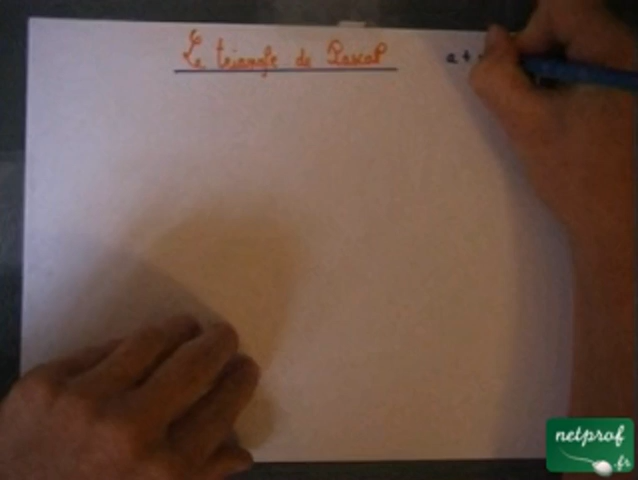 Le triangle de Pascal
a +
netprof
.fr